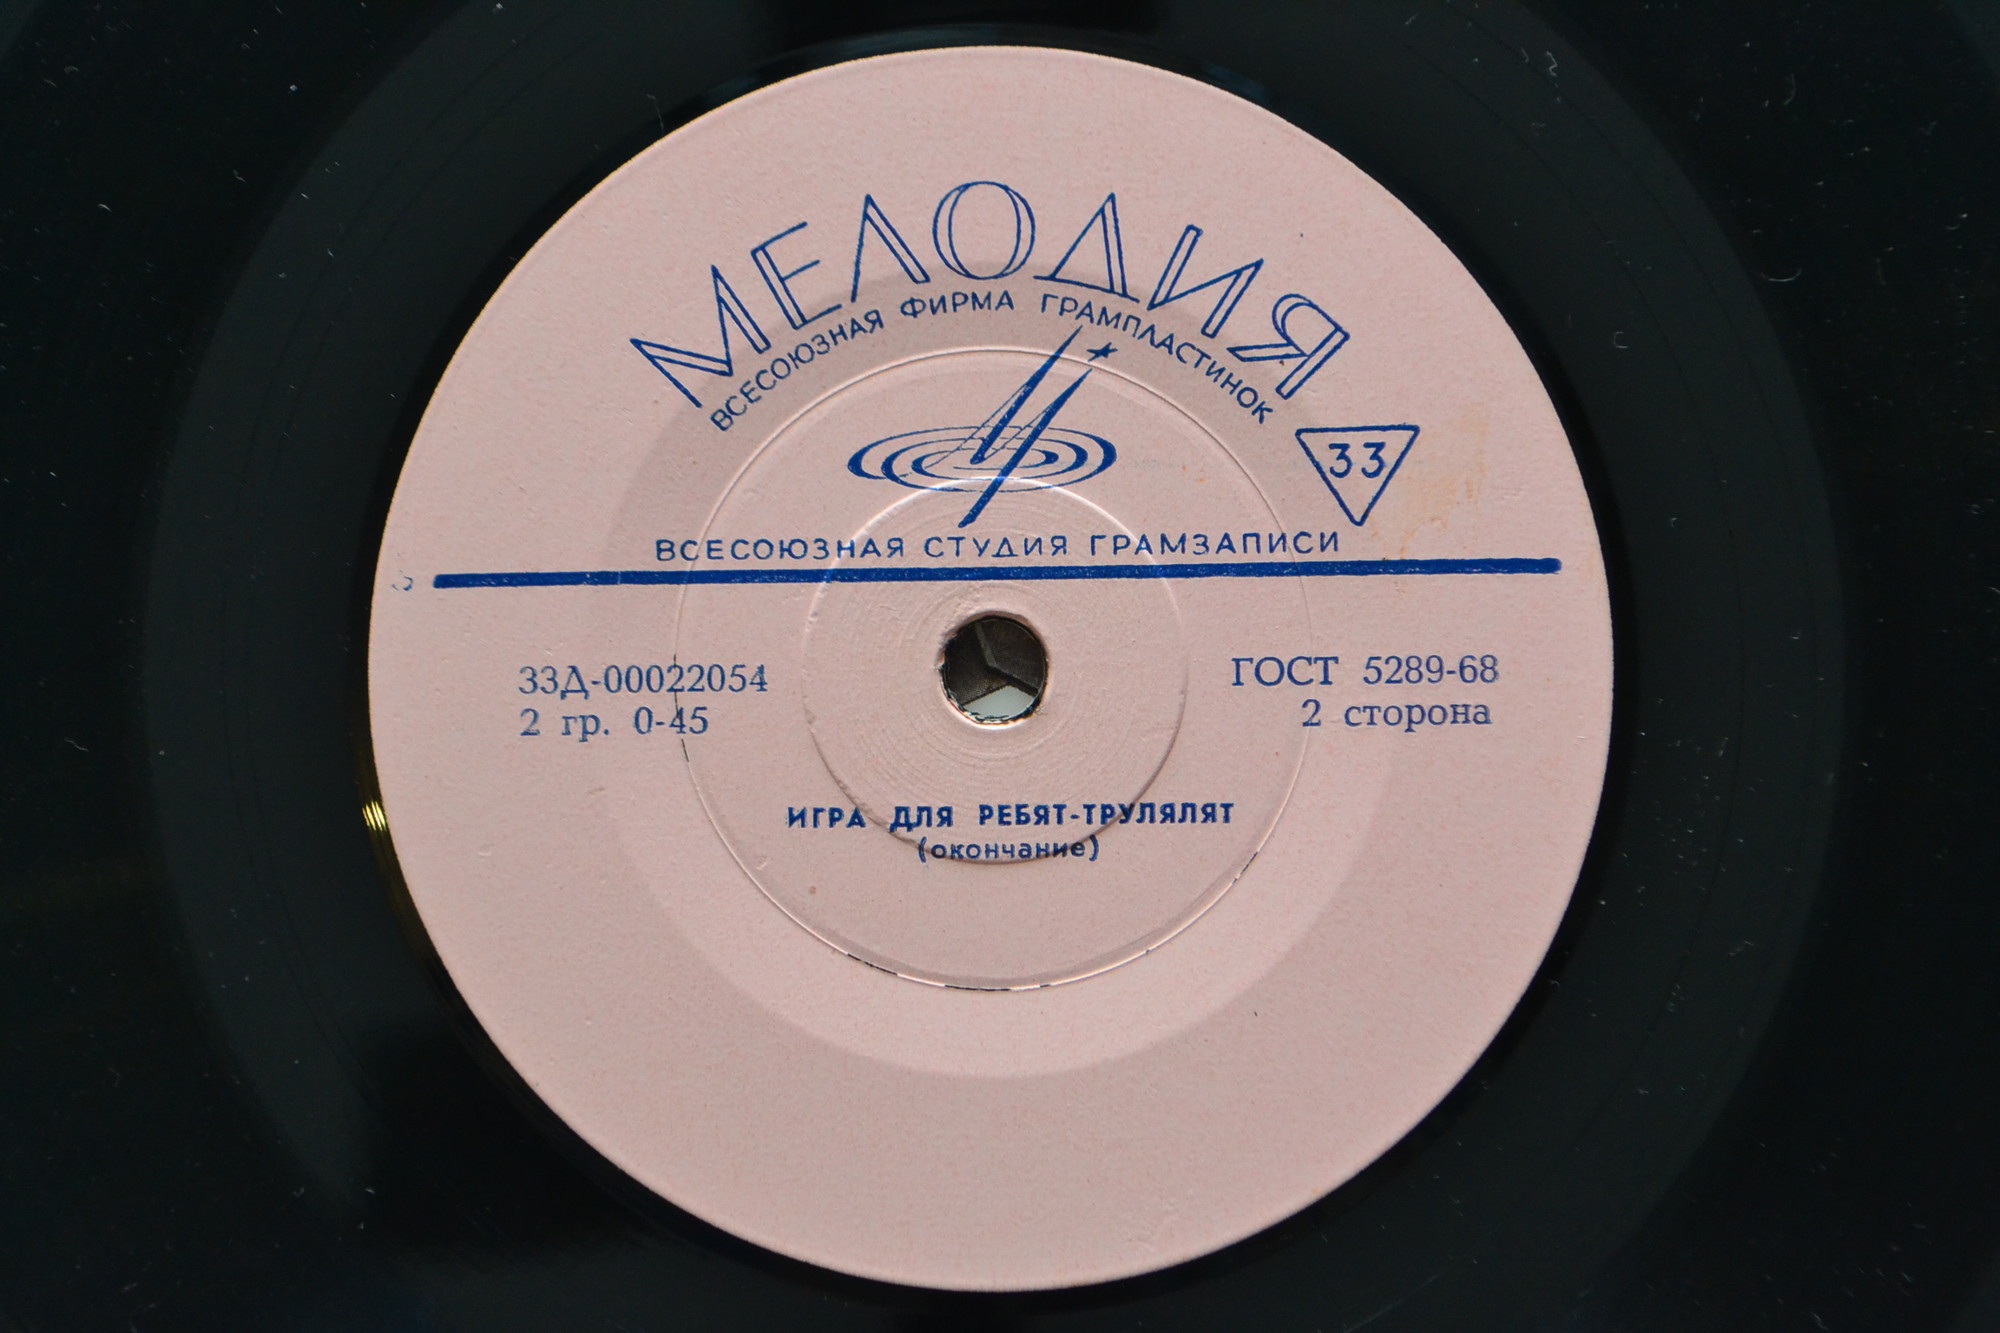 МЕЛОДИЯ
ВСЕСОЮЗНАЯ ФИРМА ГРАМПЛАСТИНОК
33
ВСЕСОЮЗНАЯ СТУДИЯ ГРАМЗАПИСИ
33Д-00022054
2 гр. 0-45
ГОСТ 5289-68
2 сторона
ИГРА ДЛЯ РЕБЯТ-ТРУЛЯЛЯТ
(окончание)